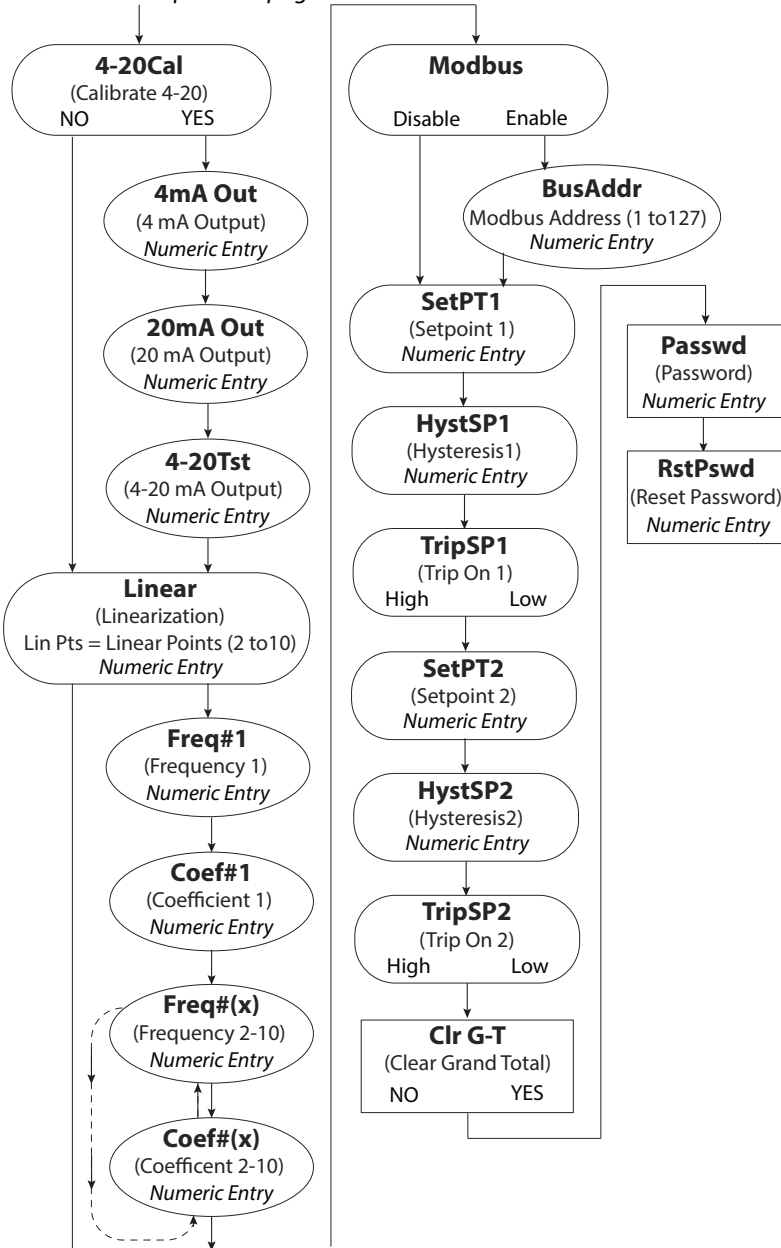 4-20Cal
(Calibrate 4-20)
NO YES
4mA Out
(4 mA Output)
Numeric Entry
20mA Out
(20 mA Output)
Numeric Entry
4-20Tst
(4-20 mA Output)
Numeric Entry
Linear
(Linearization)
Lin Pts = Linear Points (2 to10)
Numeric Entry
Freq#1
(Frequency 1)
Numeric Entry
Coef#1
(Coefficient 1)
Numeric Entry
Freq#(x)
(Frequency 2-10)
Numeric Entry
Coef#(x)
(Coefficent 2-10)
Numeric Entry
Modbus
Disable Enable
BusAddr
Modbus Address (1 to127)
Numeric Entry
SetPT1
(Setpoint 1)
Numeric Entry
HystSP1
(Hysteresis1)
Numeric Entry
TripSP1
(Trip On 1)
High Low
SetPT2
(Setpoint 2)
Numeric Entry
HystSP2
(Hysteresis2)
Numeric Entry
TripSP2
(Trip On 2)
High Low
Clr G-T
(Clear Grand Total)
NO YES
Passwd
(Password)
Numeric Entry
RstPswd
(Reset Password)
Numeric Entry